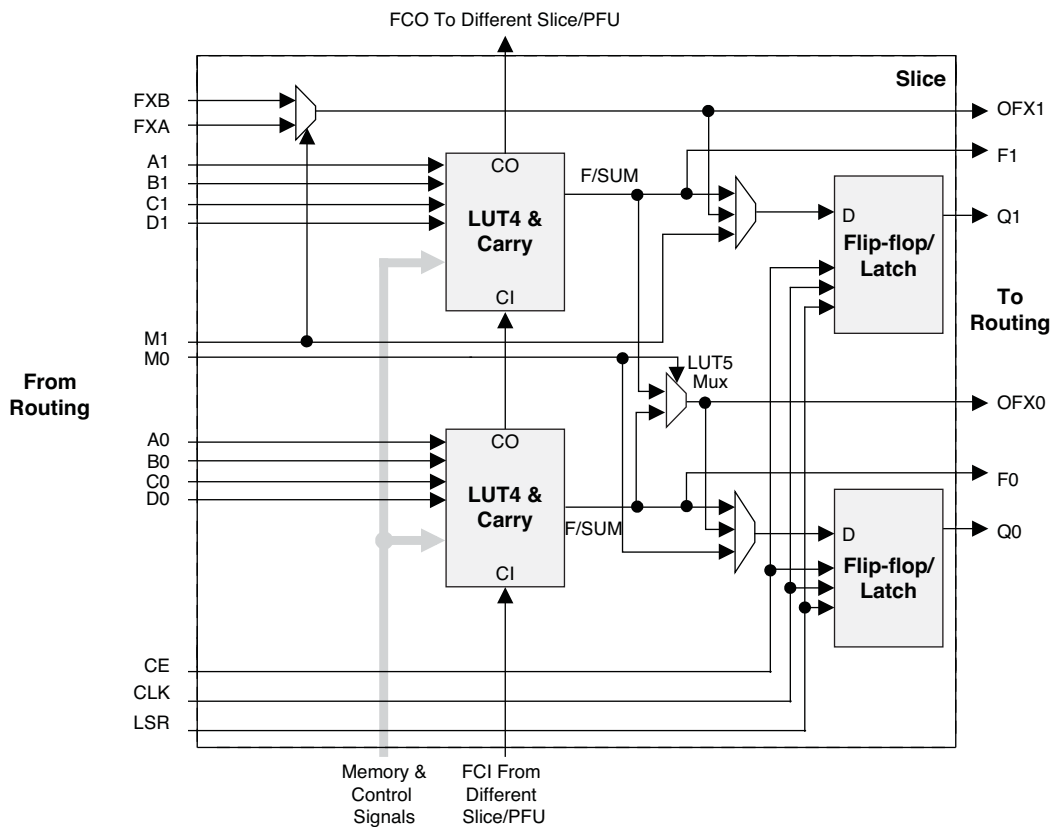 FCO To Different Slice/PFU
Slice
FXB
FXA
OFX1
F1
A1
B1
C1
D1
CO
LUT4 &
Carry
CI
F/SUM
D
Flip-flop/
Latch
Q1
To
Routing
M1
M0
LUT5
Mux
From
Routing
OFX0
A0
B0
C0
D0
CO
LUT4 &
Carry
CI
F/SUM
F0
D
Flip-flop/
Latch
Q0
CE
CLK
LSR
Memory &
Control
Signals
FCI From
Different
Slice/PFU